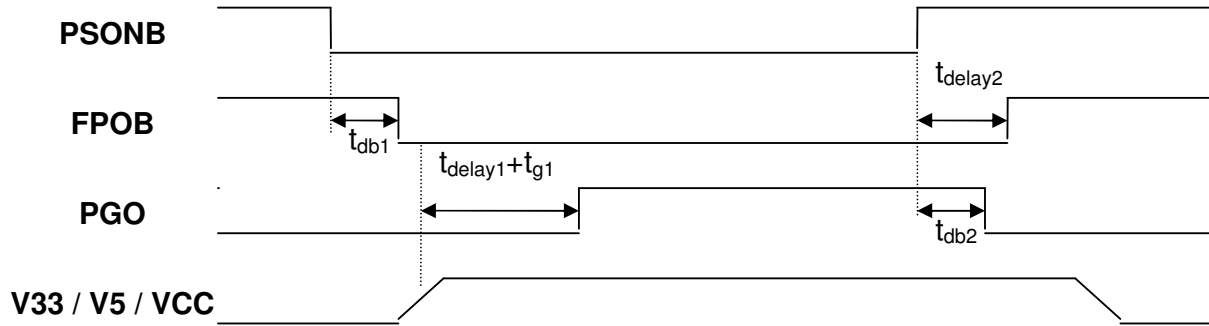 PSONB
t_delay2
FPOB
t_db1
t_delay1+t_g1
PGO
t_db2
V33 / V5 / VCC